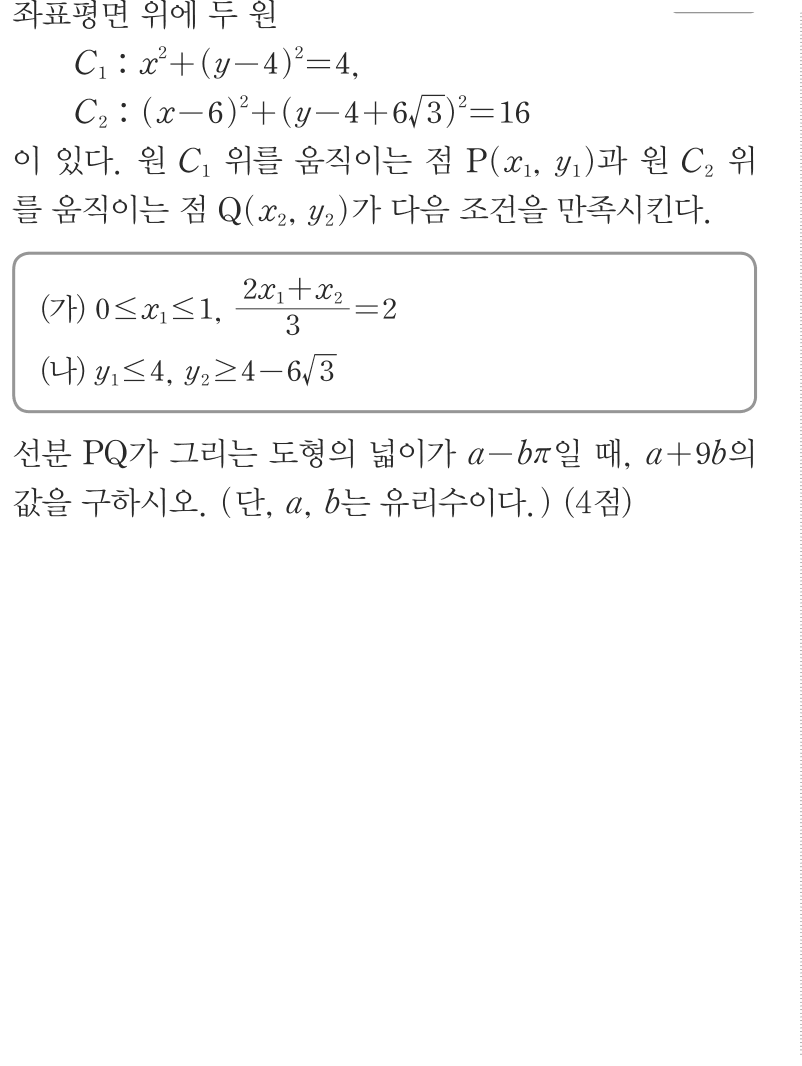 좌표평면 위에 두 원
C₁ : x²+(y−4)²=4,
C₂ : (x−6)²+(y−4+6√3)²=16
이 있다. 원 C₁ 위를 움직이는 점 P(x₁, y₁)과 원 C₂ 위
를 움직이는 점 Q(x₂, y₂)가 다음 조건을 만족시킨다.
(가) 0≤x₁≤1, (2x₁+x₂)/3=2
(나) y₁≤4, y₂≥4−6√3
선분 PQ가 그리는 도형의 넓이가 a−bπ일 때, a+9b의
값을 구하시오. (단, a, b는 유리수이다.) (4점)